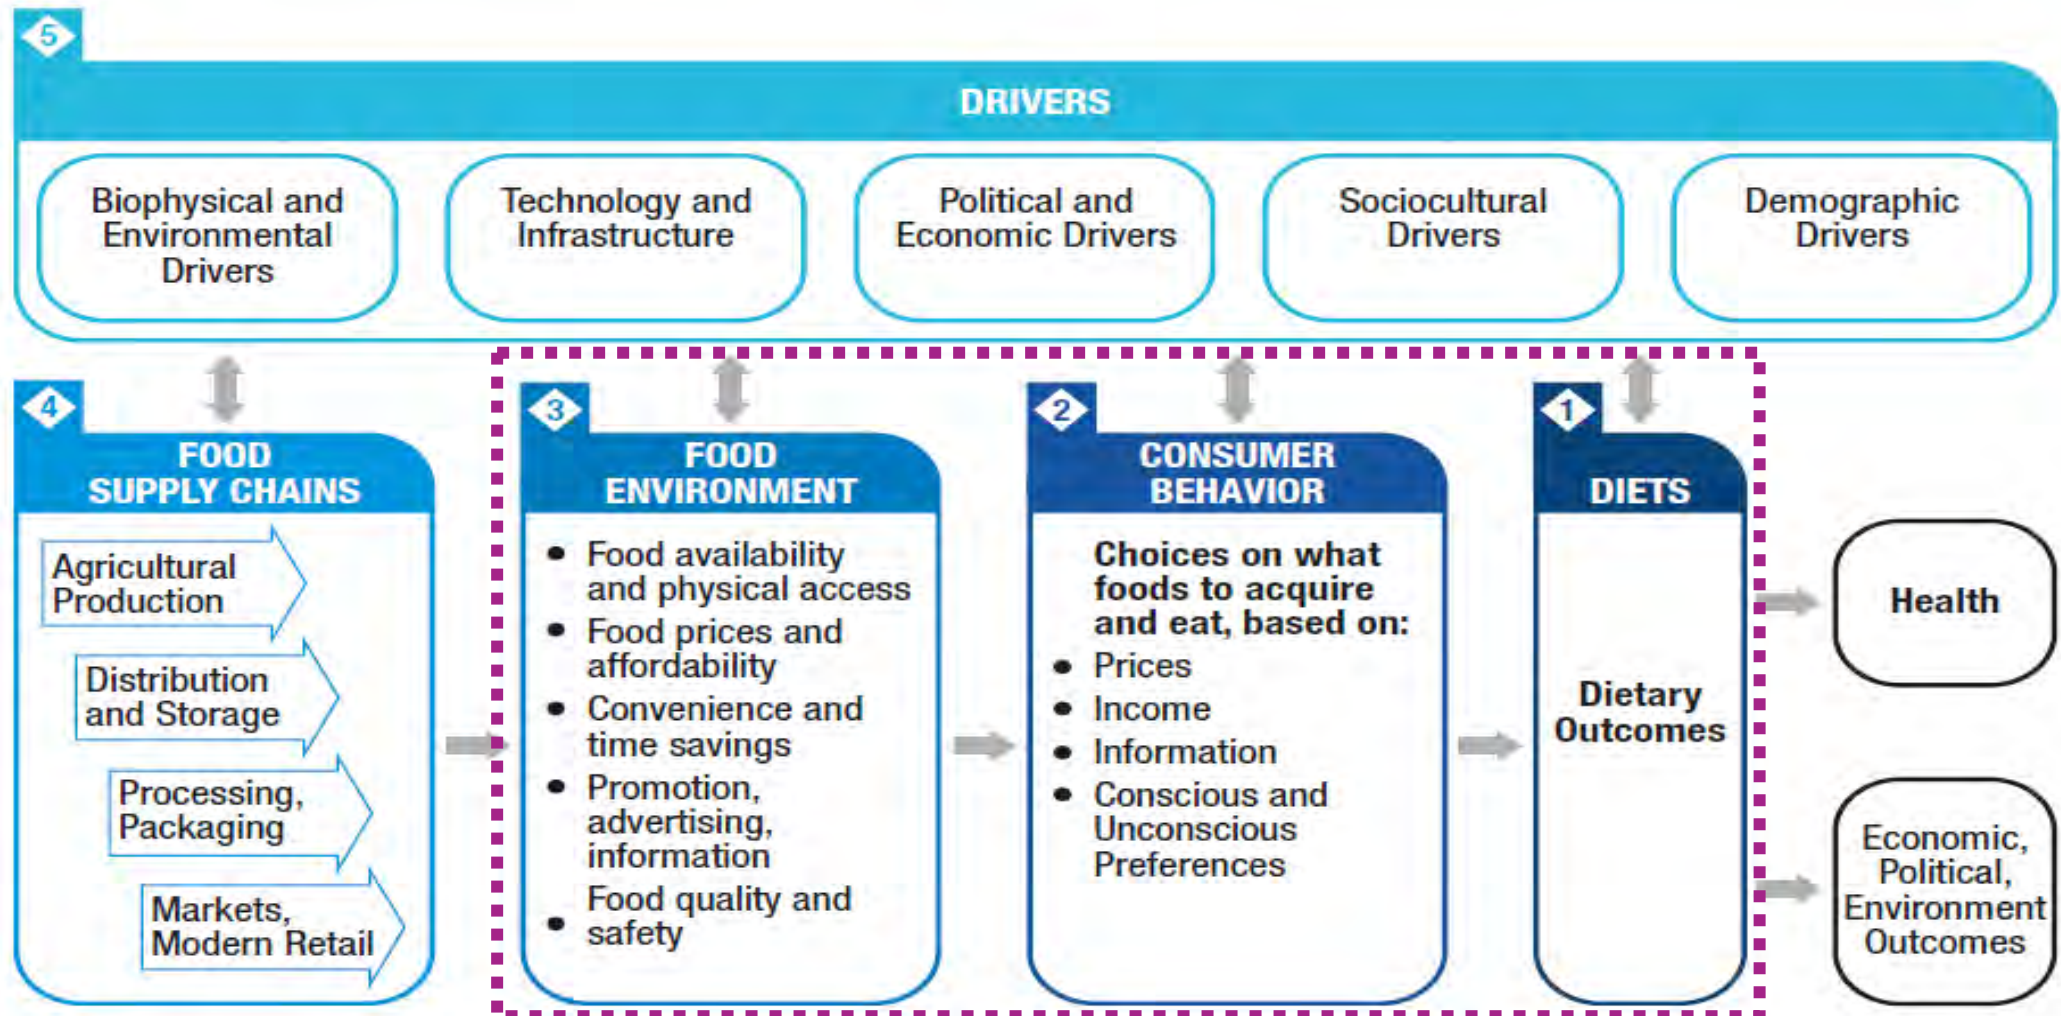 5
DRIVERS
Biophysical and
Environmental
Drivers
Technology and
Infrastructure
Political and
Economic Drivers
Sociocultural
Drivers
Demographic
Drivers
4
FOOD
SUPPLY CHAINS
Agricultural
Production
Distribution
and Storage
Processing,
Packaging
Markets,
Modern Retail
3
FOOD
ENVIRONMENT
• Food availability
and physical access
• Food prices and
affordability
• Convenience and
time savings
• Promotion,
advertising,
information
Food quality and
• safety
2
CONSUMER
BEHAVIOR
Choices on what
foods to acquire
and eat, based on:
• Prices
• Income
• Information
• Conscious and
Unconscious
Preferences
1
DIETS
Dietary
Outcomes
Health
Economic,
Political,
Environment
Outcomes